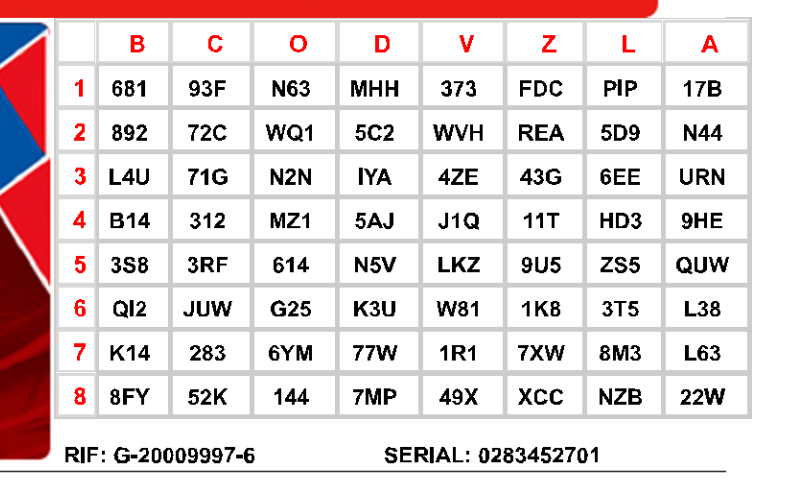 B C O D V Z L A
1 681 93F N63 MHH 373 FDC PIP 17B
2 892 72C WQ1 5C2 WVH REA 5D9 N44
3 L4U 71G N2N IYA 4ZE 43G 6EE URN
4 B14 312 MZ1 5AJ J1Q 11T HD3 9HE
5 3S8 3RF 614 N5V LKZ 9U5 ZS5 QUW
6 QI2 JUW G25 K3U W81 1K8 3T5 L38
7 K14 283 6YM 77W 1R1 7XW 8M3 L63
8 8FY 52K 144 7MP 49X XCC NZB 22W
RIF: G-20009997-6 SERIAL: 0283452701